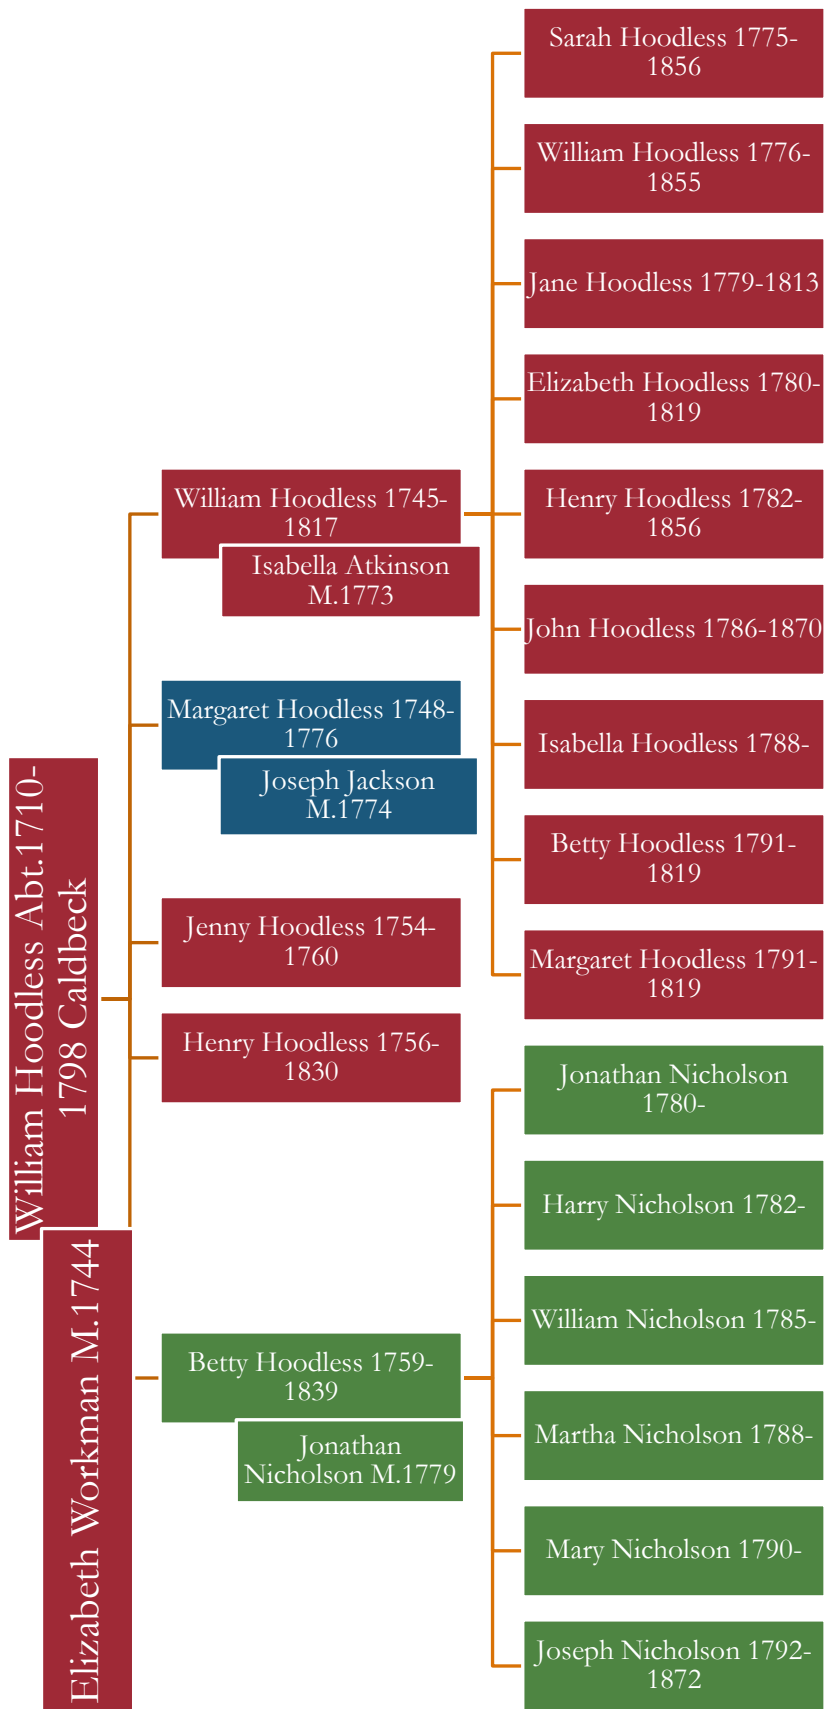 William Hoodless Abt.1710-
1798 Caldbeck
Elizabeth Workman M.1744
William Hoodless 1745-
1817
Isabella Atkinson
M.1773
Margaret Hoodless 1748-
1776
Joseph Jackson
M.1774
Jenny Hoodless 1754-
1760
Henry Hoodless 1756-
1830
Betty Hoodless 1759-
1839
Jonathan
Nicholson M.1779
Sarah Hoodless 1775-
1856
William Hoodless 1776-
1855
Jane Hoodless 1779-1813
Elizabeth Hoodless 1780-
1819
Henry Hoodless 1782-
1856
John Hoodless 1786-1870
Isabella Hoodless 1788-
Betty Hoodless 1791-
1819
Margaret Hoodless 1791-
1819
Jonathan Nicholson
1780-
Harry Nicholson 1782-
William Nicholson 1785-
Martha Nicholson 1788-
Mary Nicholson 1790-
Joseph Nicholson 1792-
1872